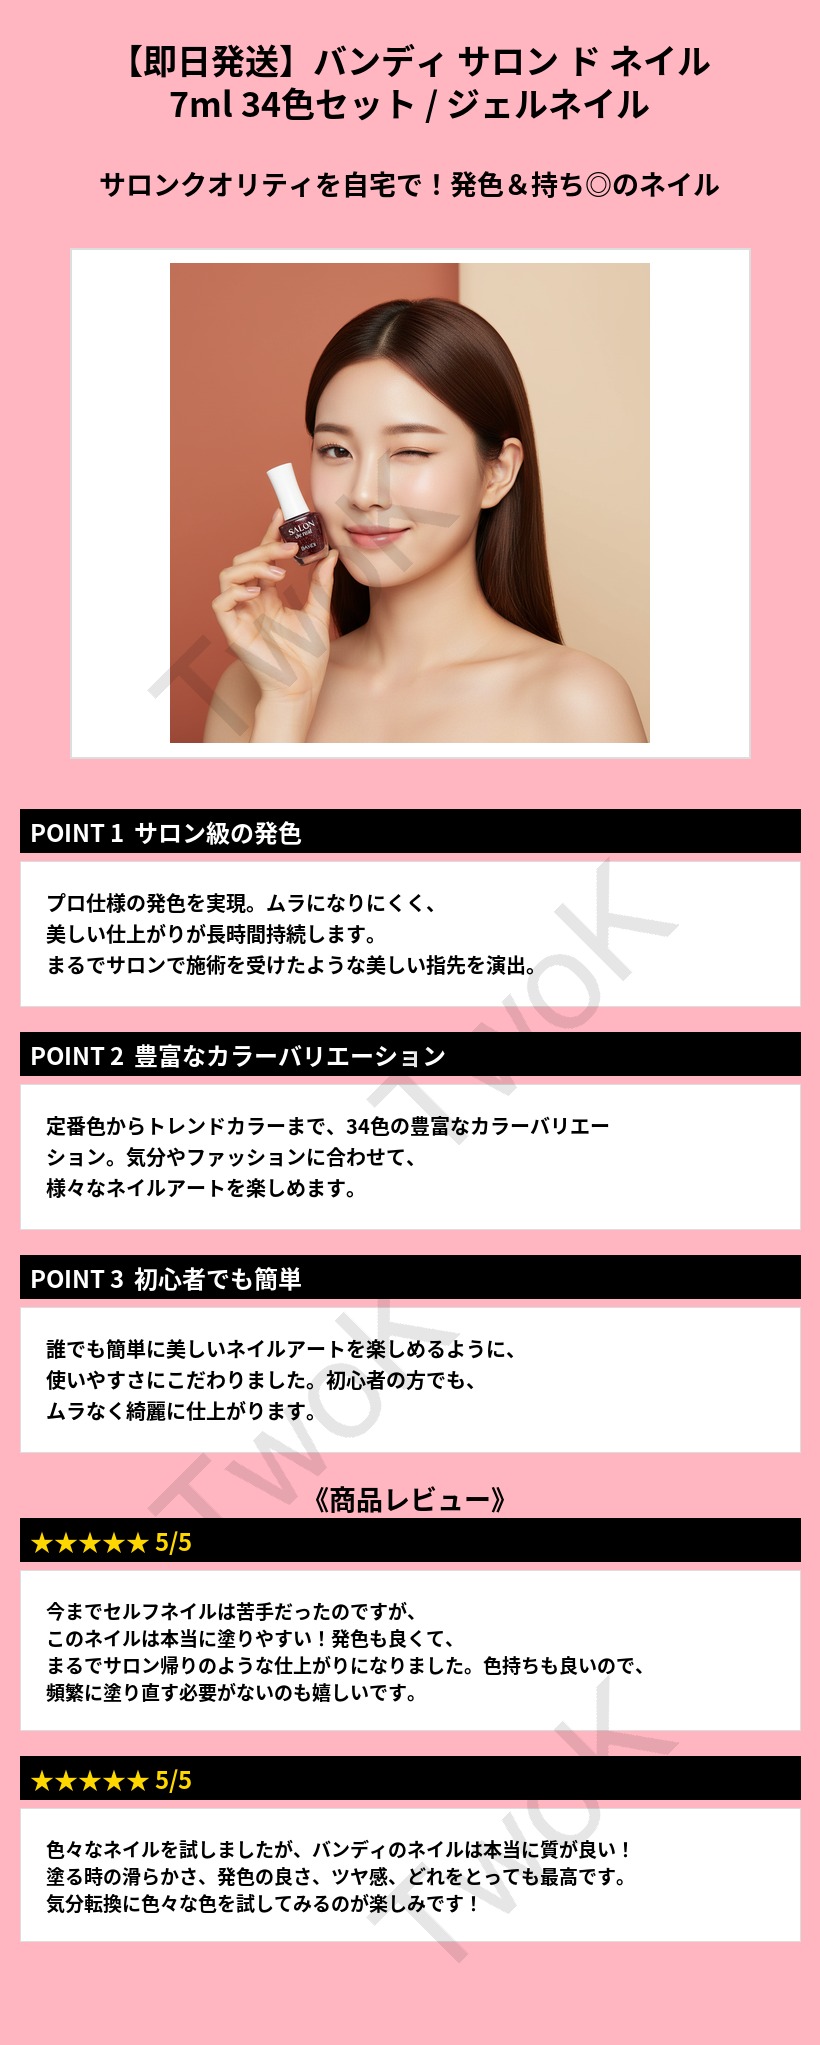 【即日発送】バンディ サロン ド ネイル
7ml 34色セット / ジェルネイル
サロンクオリティを自宅で！発色＆持ち◎のネイル
SALON
de nail
TwoK
POINT 1 サロン級の発色
プロ仕様の発色を実現。ムラになりにくく、
美しい仕上がりが長時間持続します。
まるでサロンで施術を受けたような美しい指先を演出。
TwoK
POINT 2 豊富なカラーバリエーション
定番色からトレンドカラーまで、34色の豊富なカラーバリエー
ション。気分やファッションに合わせて、
様々なネイルアートを楽しめます。
POINT 3 初心者でも簡単
誰でも簡単に美しいネイルアートを楽しめるように、
使いやすさにこだわりました。初心者の方でも、
ムラなく綺麗に仕上がります。
TwoK
《商品レビュー》
★★★★★ 5/5
今までセルフネイルは苦手だったのですが、
このネイルは本当に塗りやすい！発色も良くて、
まるでサロン帰りのような仕上がりになりました。色持ちも良いので、
頻繁に塗り直す必要がないのも嬉しいです。
★★★★★ 5/5
色々なネイルを試しましたが、バンディのネイルは本当に質が良い！
塗る時の滑らかさ、発色の良さ、ツヤ感、どれをとっても最高です。
気分転換に色々な色を試してみるのが楽しみです！
TwoK